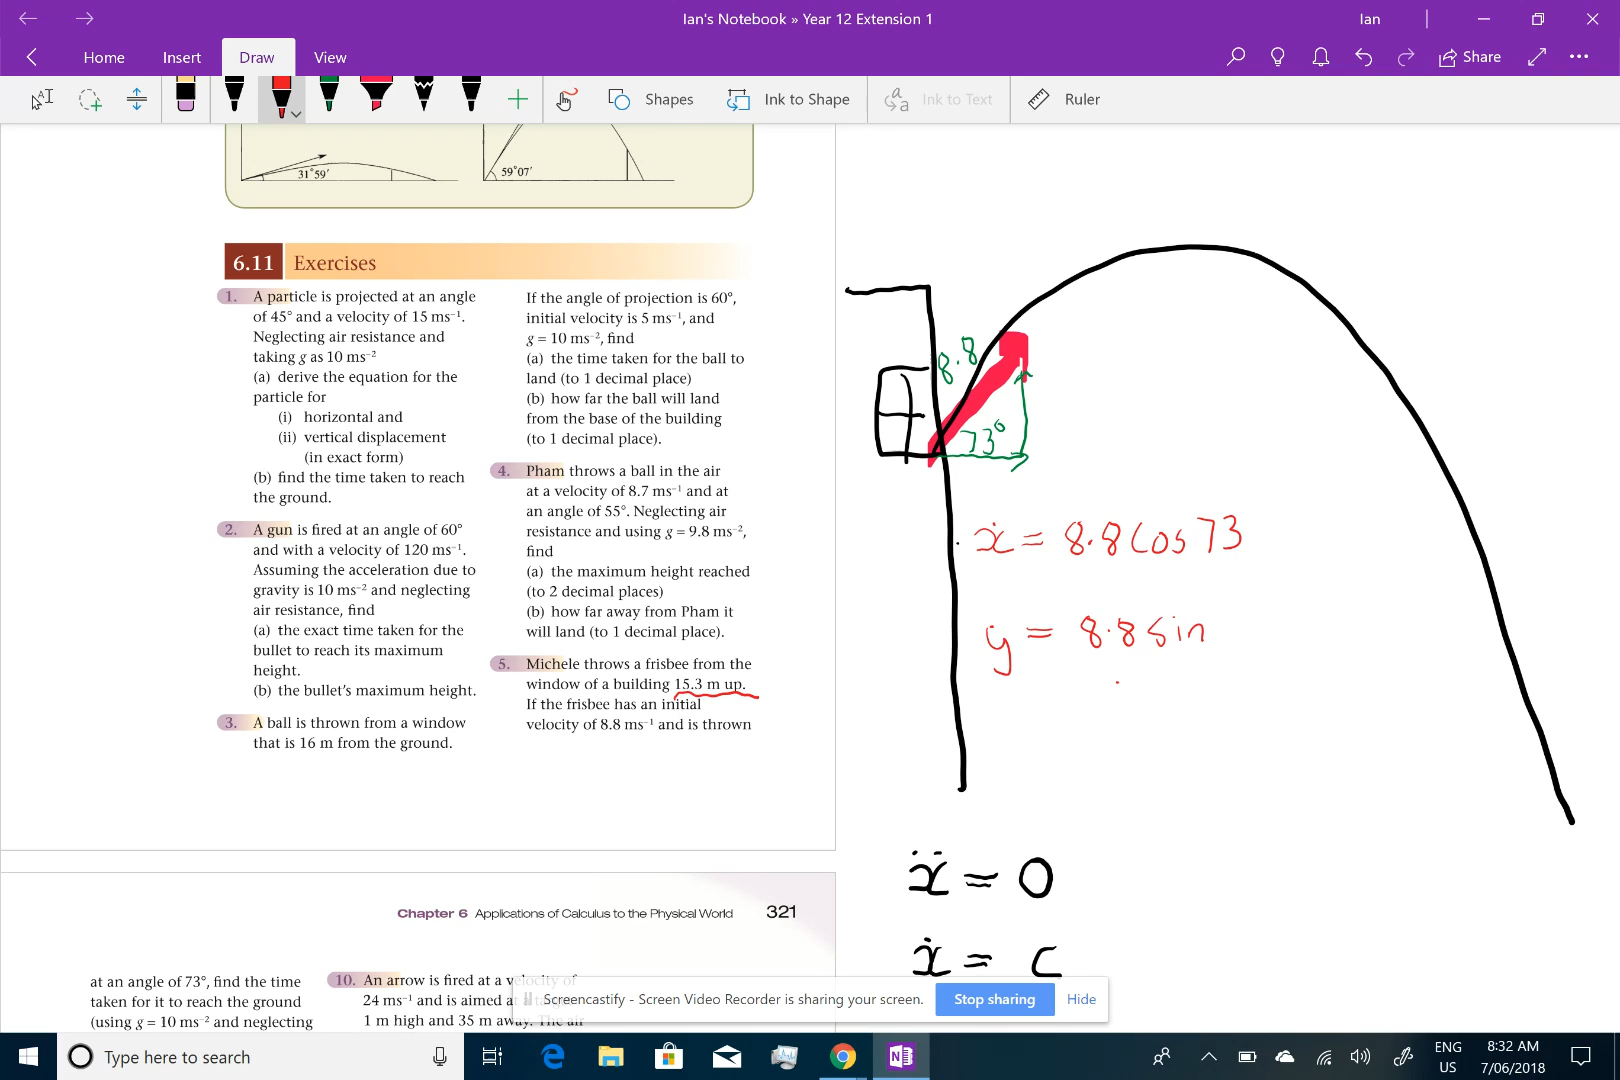 Ian's Notebook » Year 12 Extension 1
Ian
Home Insert Draw View
Share
Shapes Ink to Shape Ink to Text Ruler
31°59′
59°07′
6.11 Exercises
1. A particle is projected at an angle
of 45° and a velocity of 15 ms⁻¹.
Neglecting air resistance and
taking g as 10 ms⁻²
(a) derive the equation for the
particle for
(i) horizontal and
(ii) vertical displacement
(in exact form)
(b) find the time taken to reach
the ground.
2. A gun is fired at an angle of 60°
and with a velocity of 120 ms⁻¹.
Assuming the acceleration due to
gravity is 10 ms⁻² and neglecting
air resistance, find
(a) the exact time taken for the
bullet to reach its maximum
height.
(b) the bullet's maximum height.
3. A ball is thrown from a window
that is 16 m from the ground.
If the angle of projection is 60°,
initial velocity is 5 ms⁻¹, and
g = 10 ms⁻², find
(a) the time taken for the ball to
land (to 1 decimal place)
(b) how far the ball will land
from the base of the building
(to 1 decimal place).
4. Pham throws a ball in the air
at a velocity of 8.7 ms⁻¹ and at
an angle of 55°. Neglecting air
resistance and using g = 9.8 ms⁻²,
find
(a) the maximum height reached
(to 2 decimal places)
(b) how far away from Pham it
will land (to 1 decimal place).
5. Michele throws a frisbee from the
window of a building 15.3 m up.
If the frisbee has an initial
velocity of 8.8 ms⁻¹ and is thrown
8.8
73°
ẋ = 8.8 cos 73
ẏ = 8.8 sin
ẍ = 0
ẋ = c
Chapter 6 Applications of Calculus to the Physical World 321
at an angle of 73°, find the time
taken for it to reach the ground
(using g = 10 ms⁻² and neglecting
10. An arrow is fired at a velocity of
24 ms⁻¹ and is aimed at
1 m high and 35 m away. The air
Screencastify - Screen Video Recorder is sharing your screen. Stop sharing Hide
Type here to search
ENG
US
8:32 AM
7/06/2018